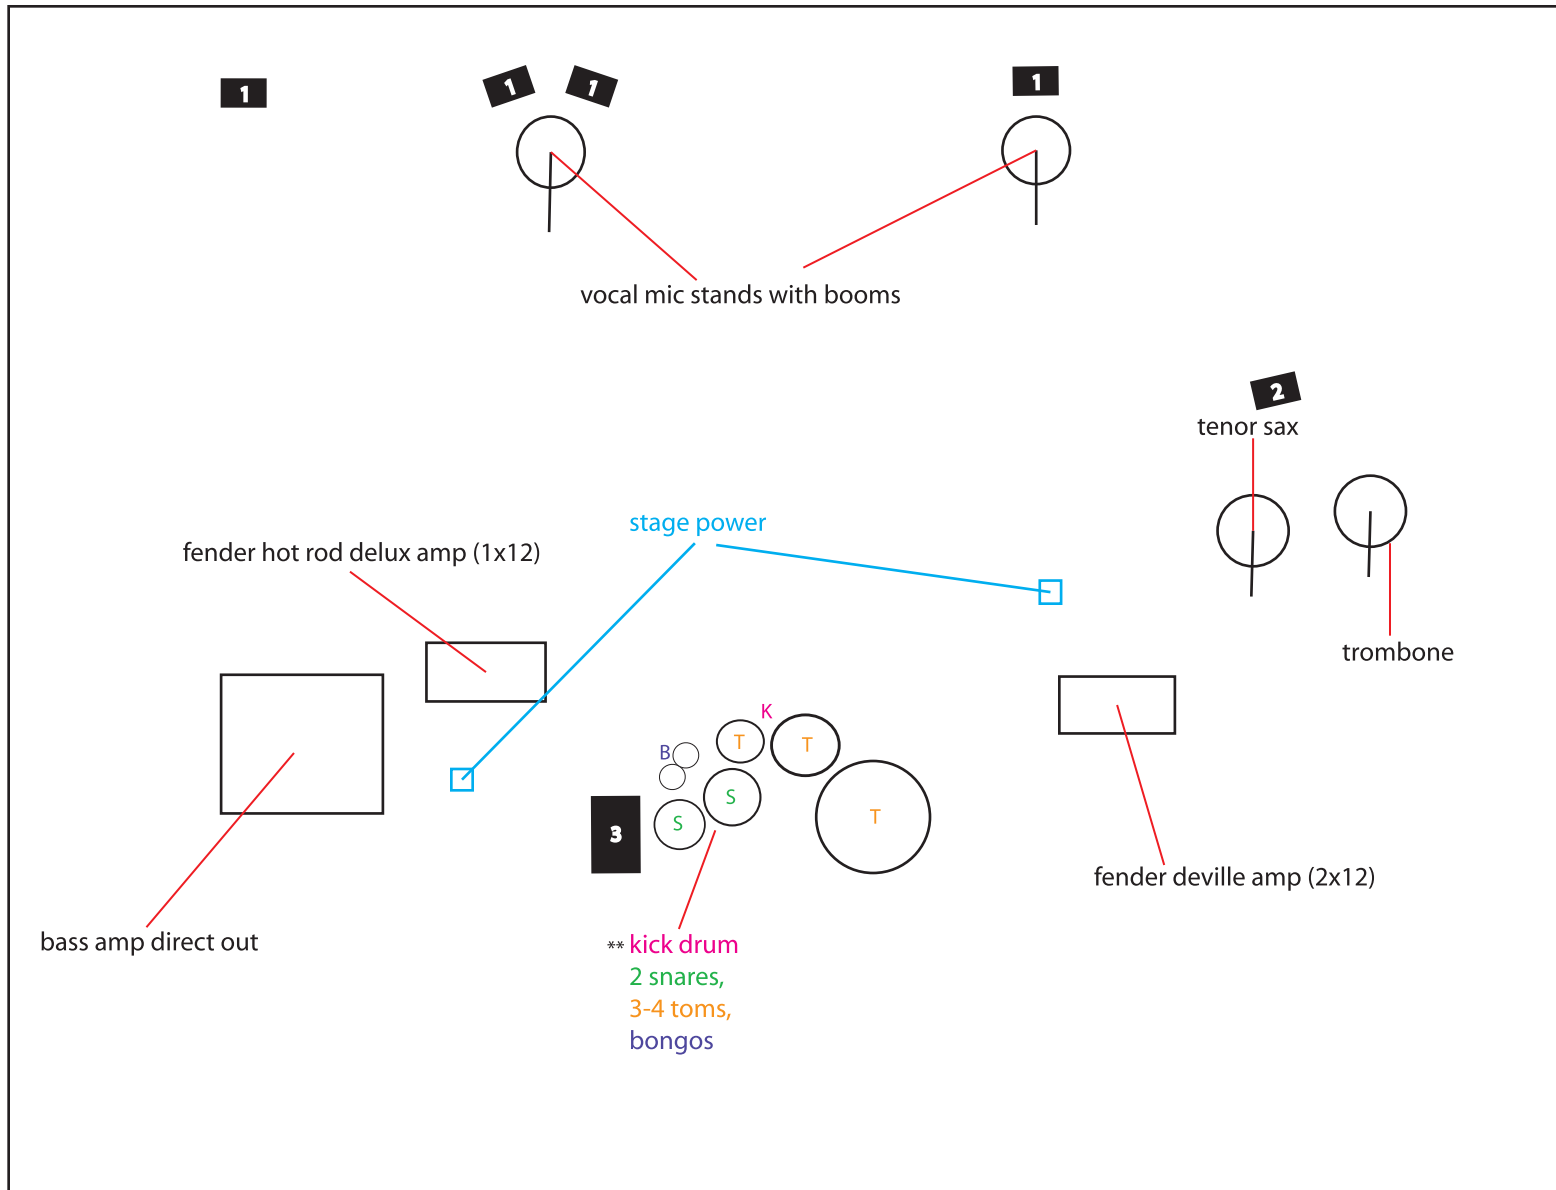 1
1
1
1
vocal mic stands with booms
2
tenor sax
stage power
fender hot rod delux amp (1x12)
trombone
K
B
T
T
S
S
T
3
fender deville amp (2x12)
bass amp direct out
** kick drum
2 snares,
3-4 toms,
bongos